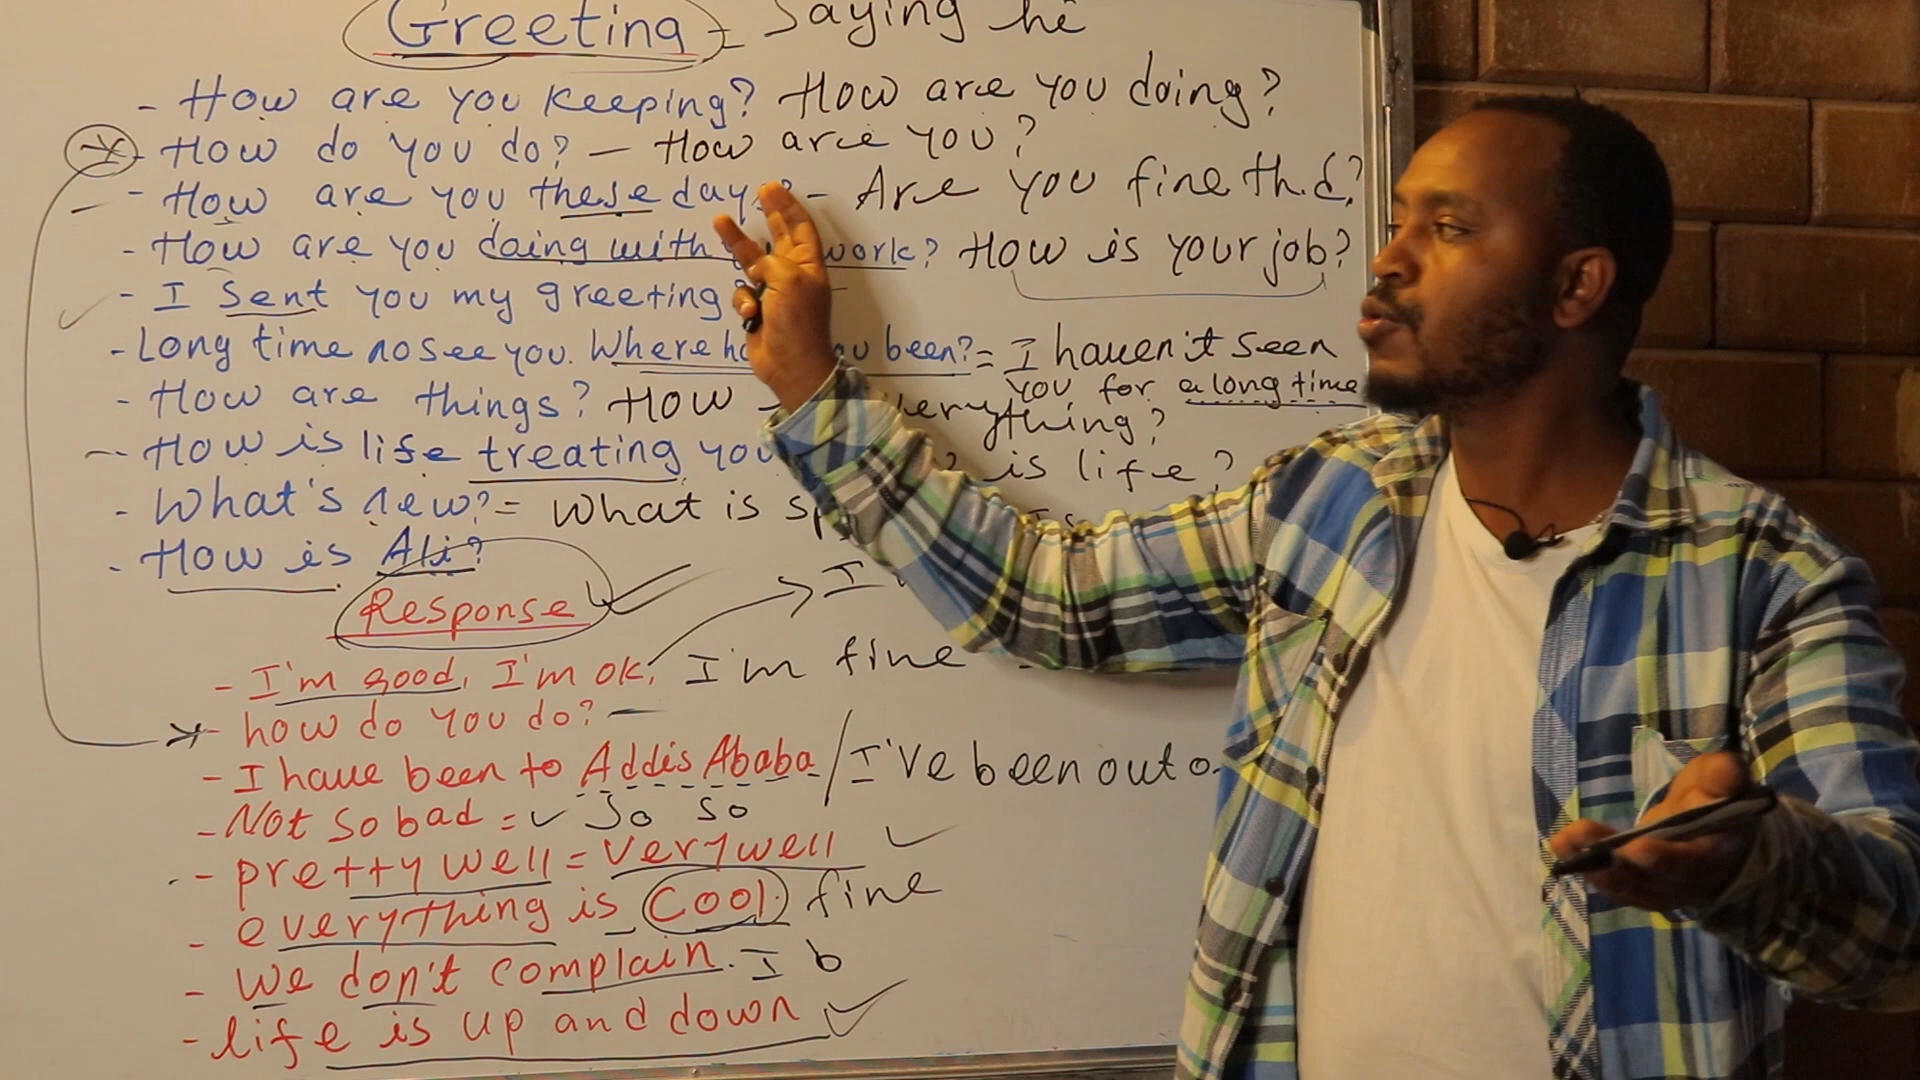 Greeting = Saying hi
- How are you keeping? How are you doing?
- How do you do? - How are you?
- How are you these days? - Are you fine th.d?
- How are you doing with work? How is your job?
- I sent you my greeting
- Long time no see you. Where you been? = I haven't seen
you for a long time
- How are things? How everything?
- How is life treating you is life?
- What's new? = What is
- How is Ali?
Response
- I'm good, I'm ok, I'm fine
- how do you do? -
- I have been to Addis Ababa / I've been out
- Not so bad = so so
- pretty well = very well
- everything is cool. fine
- we don't complain. I b
- life is up and down